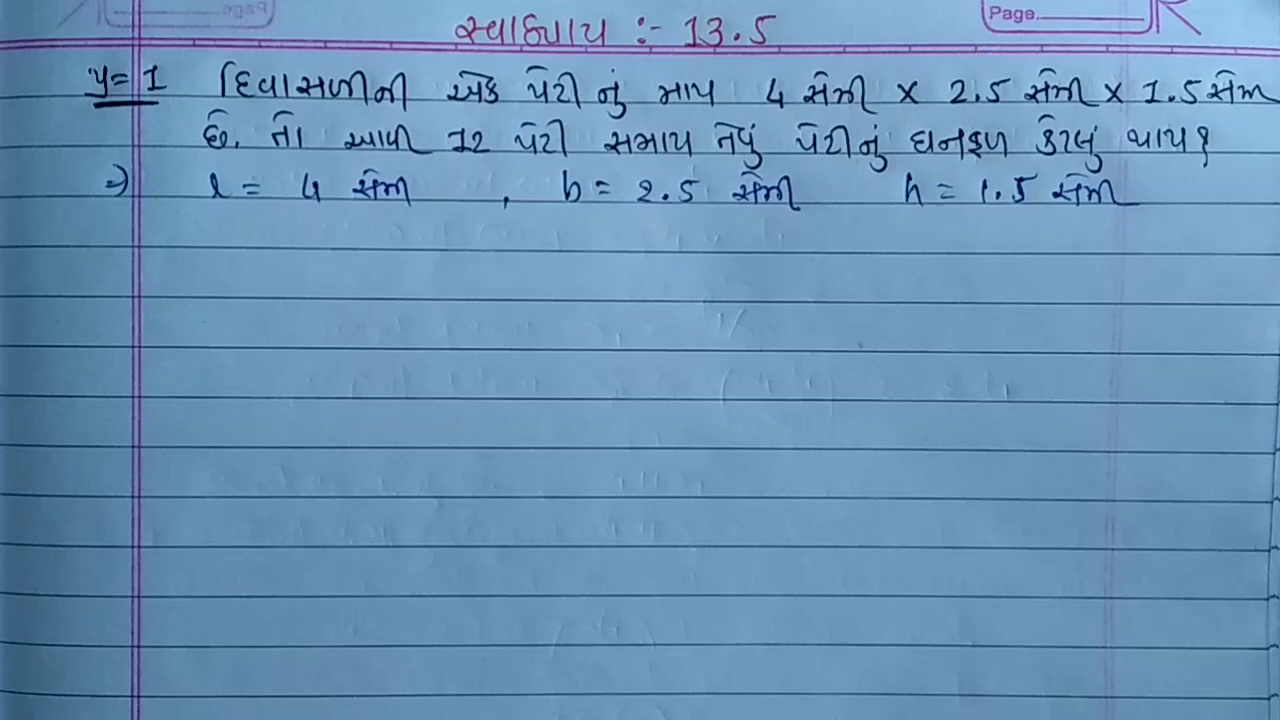 Page.
સ્વાધ્યાય :- 13.5
પ્ર=1 દિવાસળીની એક પેટીનું માપ 4 સેમી × 2.5 સેમી × 1.5 સેમી
છે. તો આવી 12 પેટી સમાય તેવું પેટીનું ઘનફળ કેટલું થાય?
⇒ l = 4 સેમી , b = 2.5 સેમી h = 1.5 સેમી